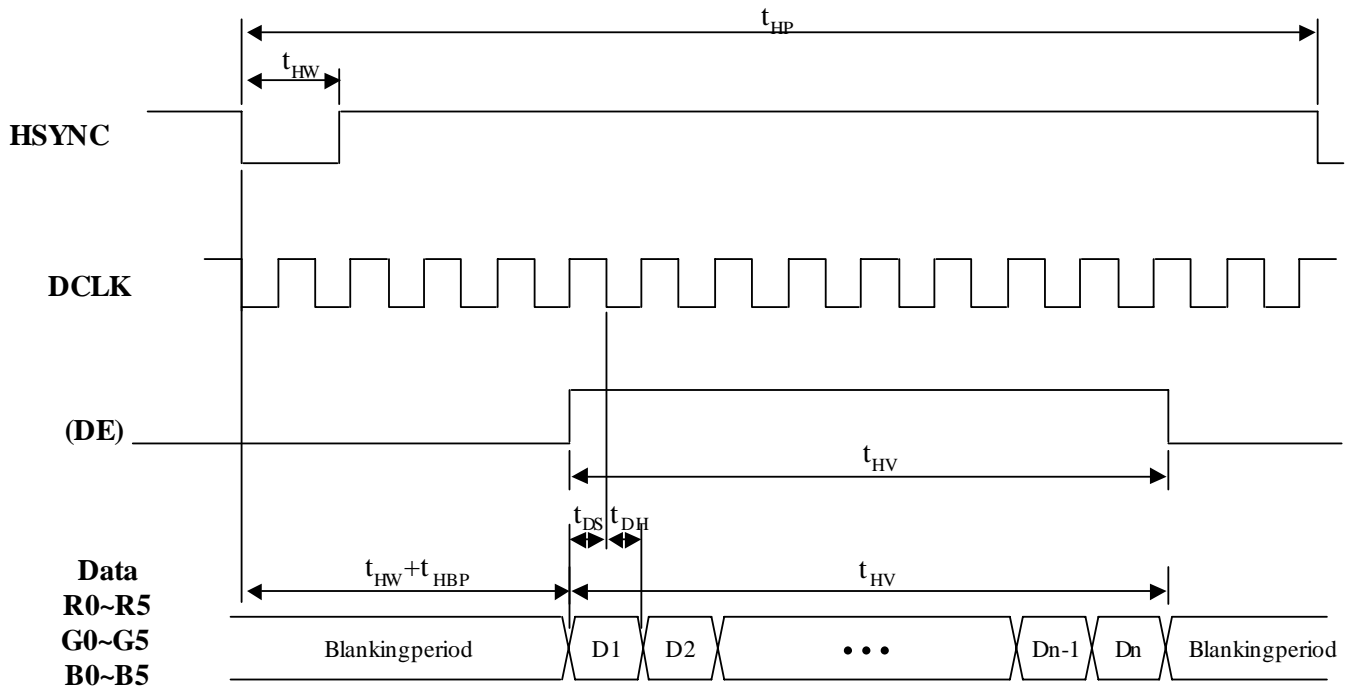 tHP
tHW
HSYNC
DCLK
(DE)
tHV
tDS tDH
Data
R0~R5
G0~G5
B0~B5
tHW+tHBP
tHV
Blankingperiod D1 D2 ••• Dn-1 Dn Blankingperiod